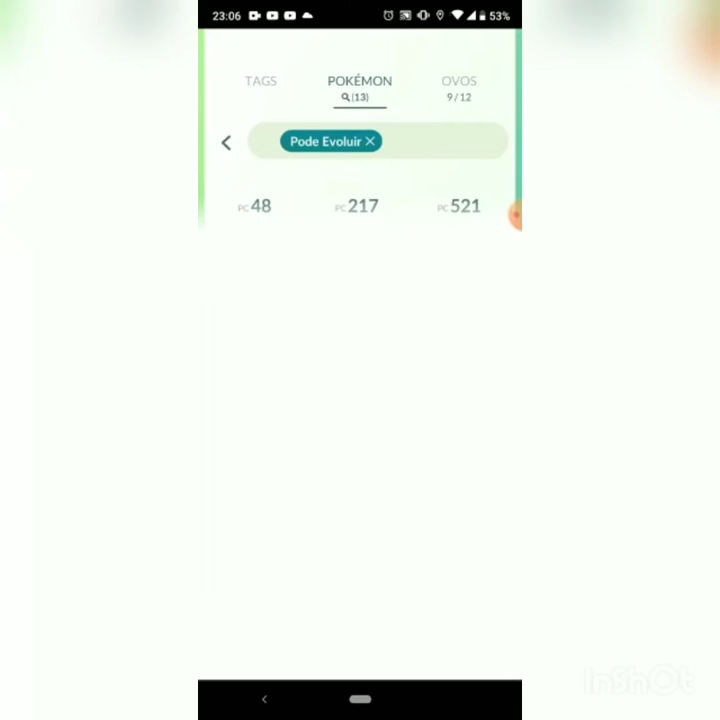 23:06 53%
TAGS POKÉMON OVOS
(13) 9/12
Pode Evoluir ×
PC48 PC217 PC521
InShOt